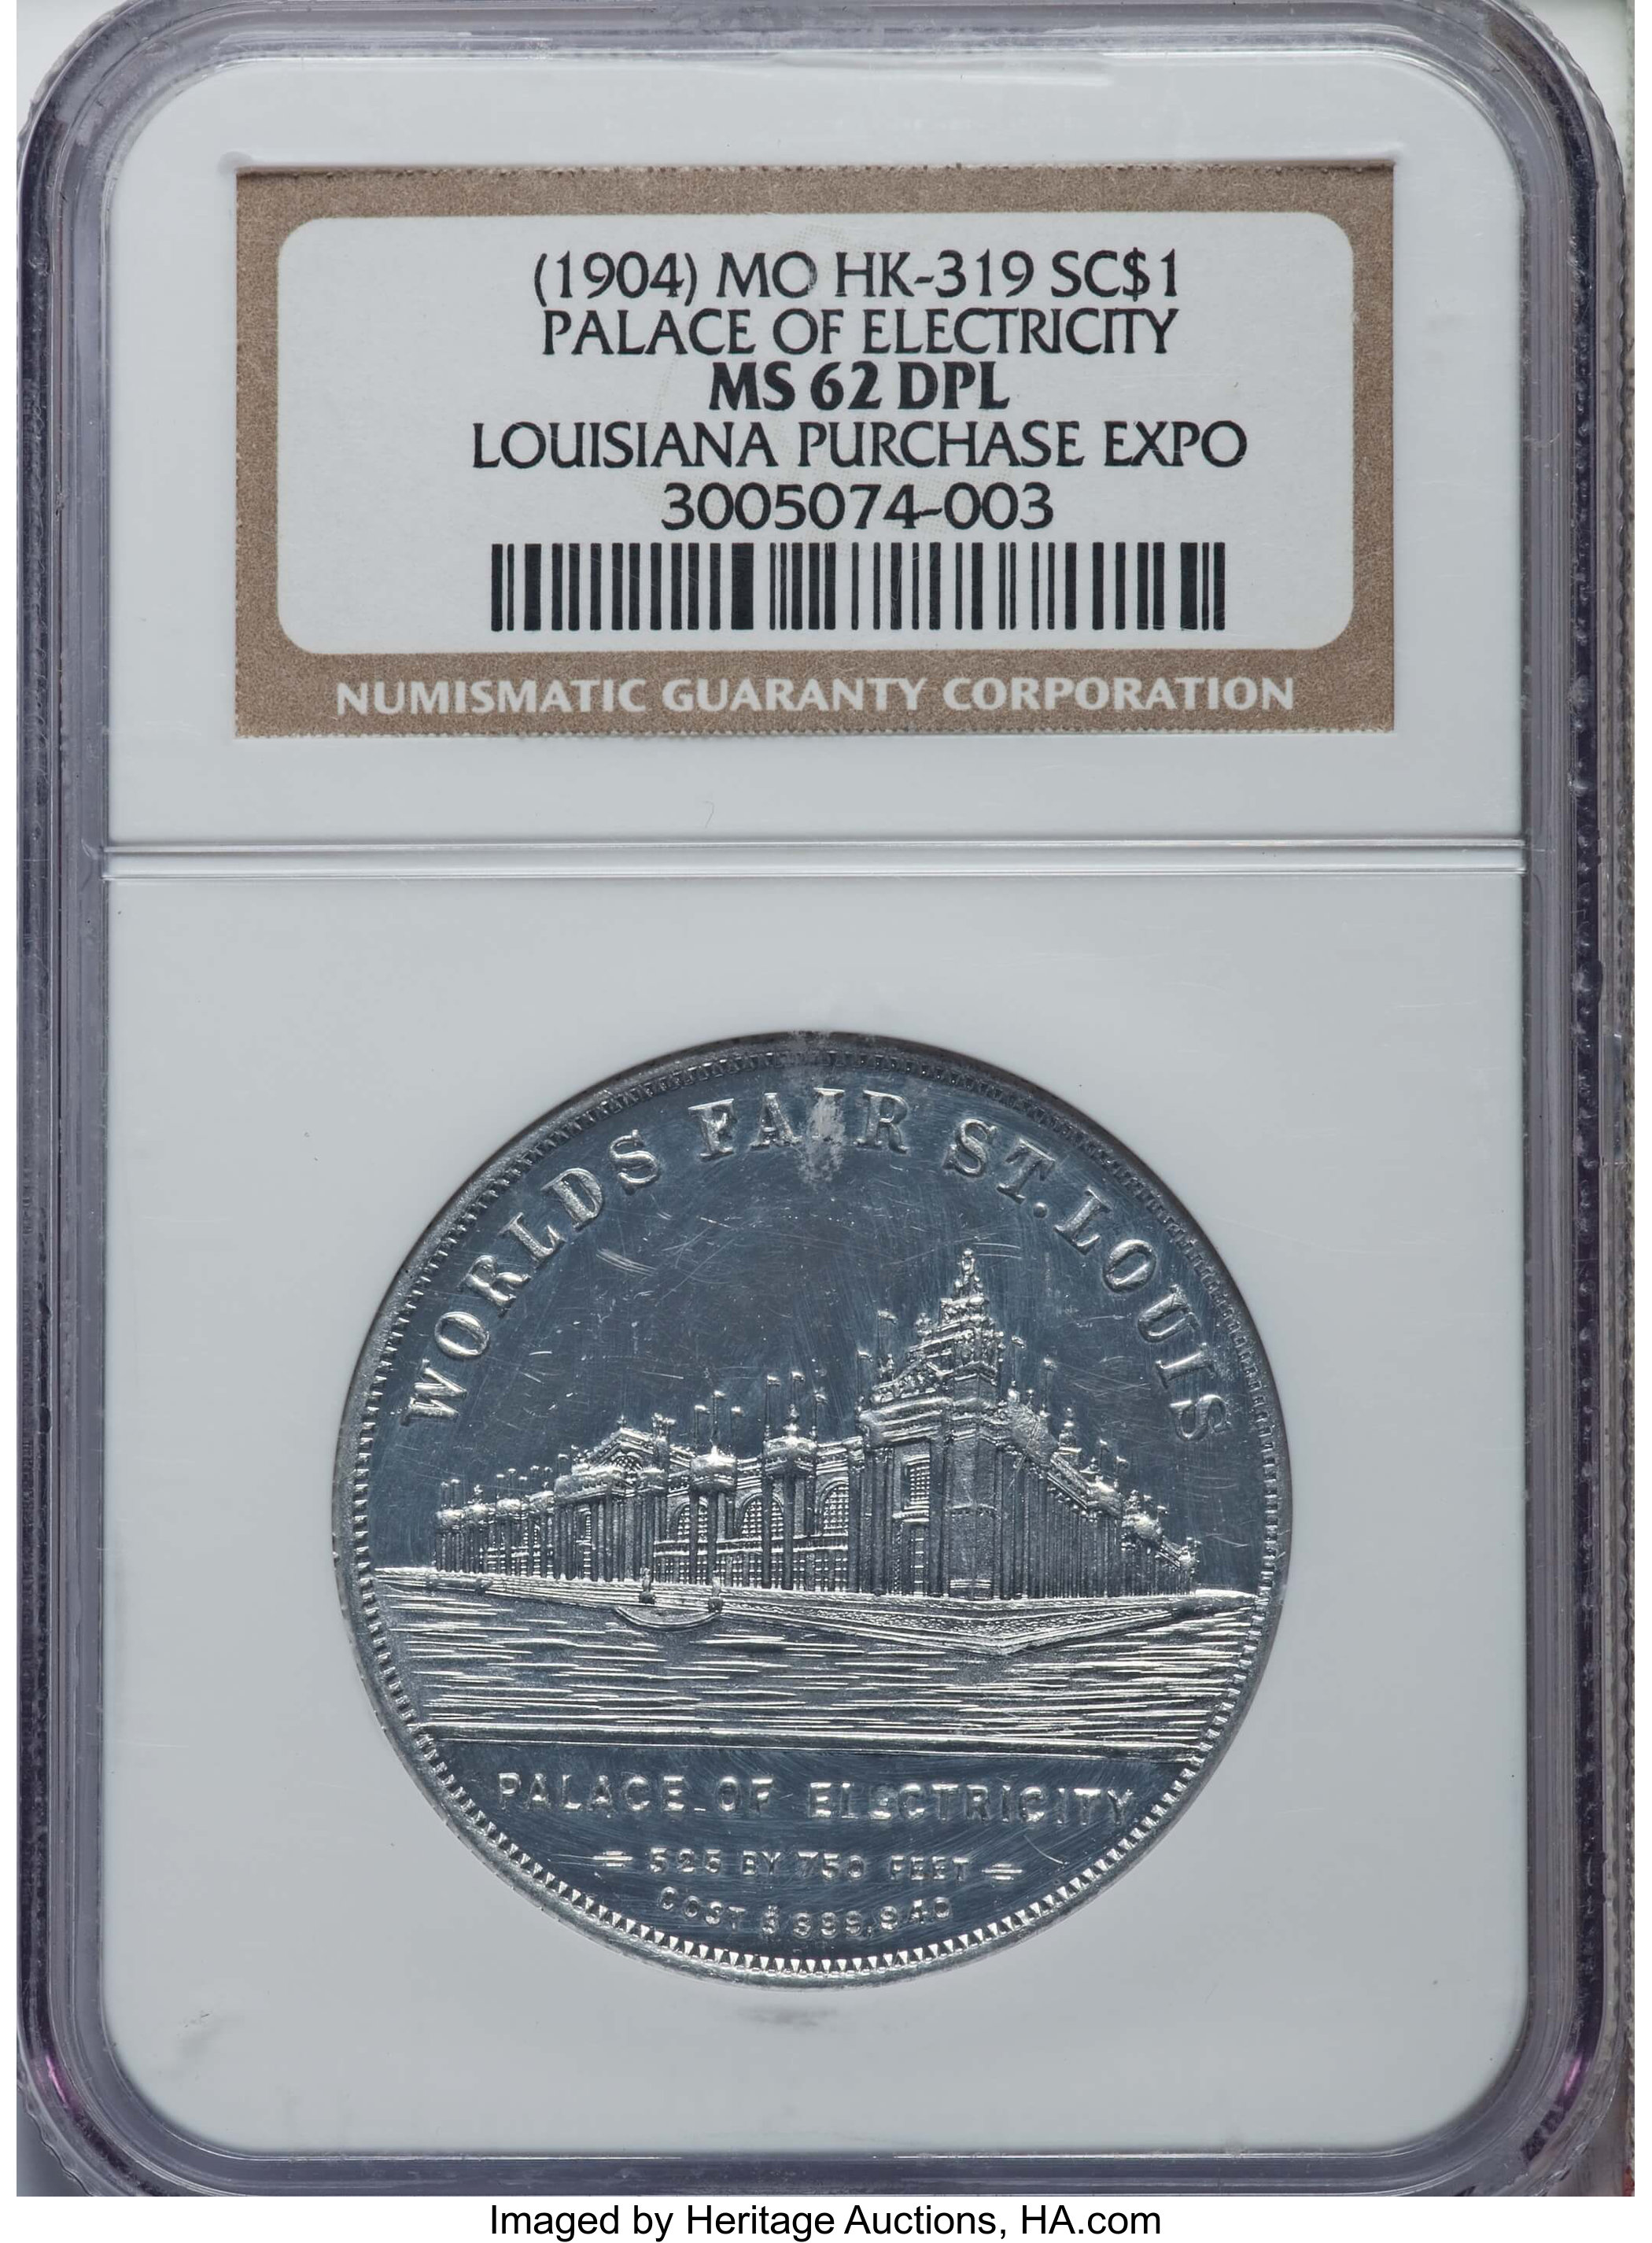 (1904) MO HK-319 SC$1
PALACE OF ELECTRICITY
MS 62 DPL
LOUISIANA PURCHASE EXPO
3005074-003
NUMISMATIC GUARANTY CORPORATION
WORLDS FAIR ST. LOUIS
PALACE OF ELECTRICITY
525 BY 750 FEET
COST $399,940
Imaged by Heritage Auctions, HA.com